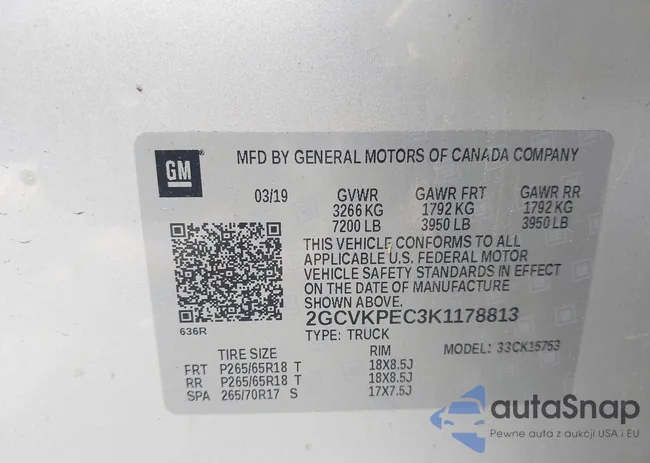 GM
MFD BY GENERAL MOTORS OF CANADA COMPANY
03/19 GVWR GAWR FRT GAWR RR
3266 KG 1792 KG 1792 KG
7200 LB 3950 LB 3950 LB
THIS VEHICLE CONFORMS TO ALL
APPLICABLE U.S. FEDERAL MOTOR
VEHICLE SAFETY STANDARDS IN EFFECT
ON THE DATE OF MANUFACTURE
SHOWN ABOVE.
2GCVKPEC3K1178813
636R
TYPE: TRUCK
MODEL: 33CK15753
TIRE SIZE RIM
FRT P265/65R18 T 18X8.5J
RR P265/65R18 T 18X8.5J
SPA 265/70R17 S 17X7.5J
autaSnap
Pewne auta z aukcji USA i EU